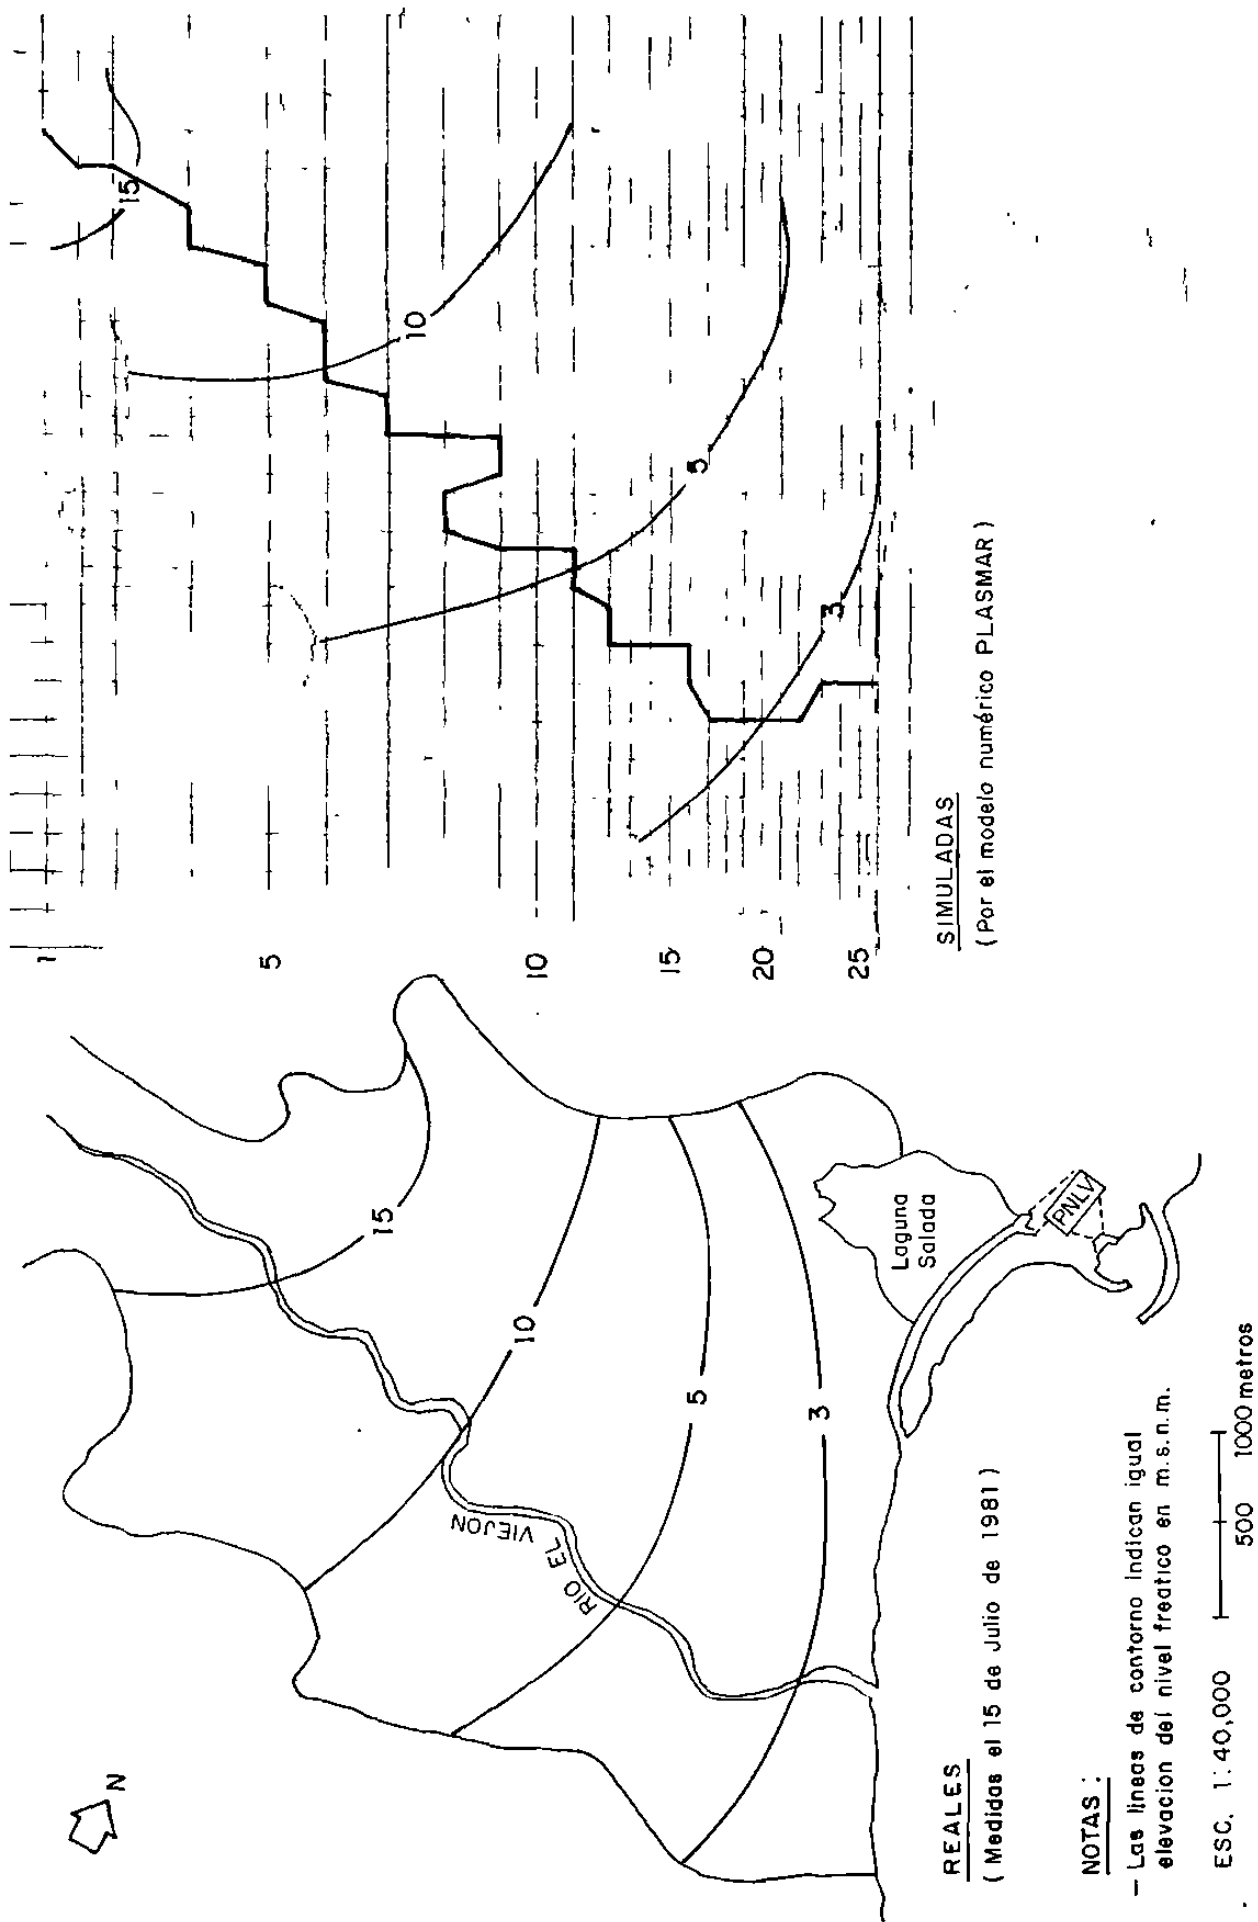 N
15
10
5
3
RIO EL VIEJON
Laguna
Salada
PNLV
REALES
( Medidas el 15 de Julio de 1981 )
NOTAS :
– Las lineas de contorno indican igual
elevacion del nivel freatico en m.s.n.m.
ESC. 1:40,000
500
1000 metros
1
5
10
15
20
25
15
10
5
3
SIMULADAS
( Por el modelo numérico PLASMAR )